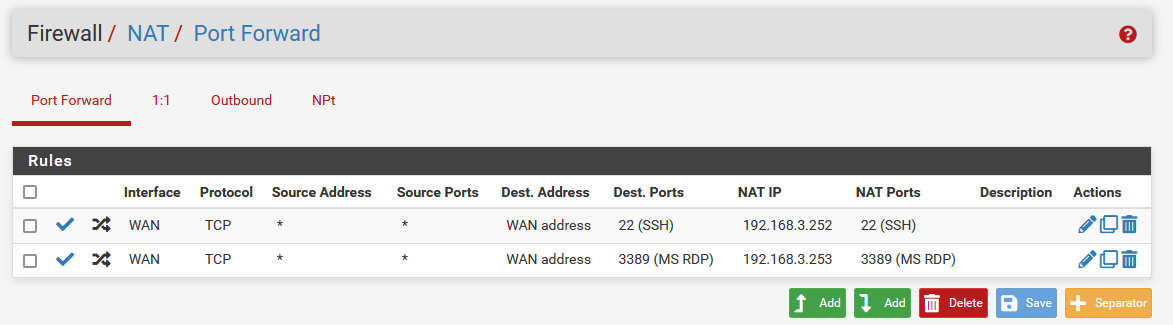 Firewall / NAT / Port Forward ?
Port Forward 1:1 Outbound NPt
Rules
Interface Protocol Source Address Source Ports Dest. Address Dest. Ports NAT IP NAT Ports Description Actions
WAN TCP * * WAN address 22 (SSH) 192.168.3.252 22 (SSH)
WAN TCP * * WAN address 3389 (MS RDP) 192.168.3.253 3389 (MS RDP)
Add Add Delete Save Separator